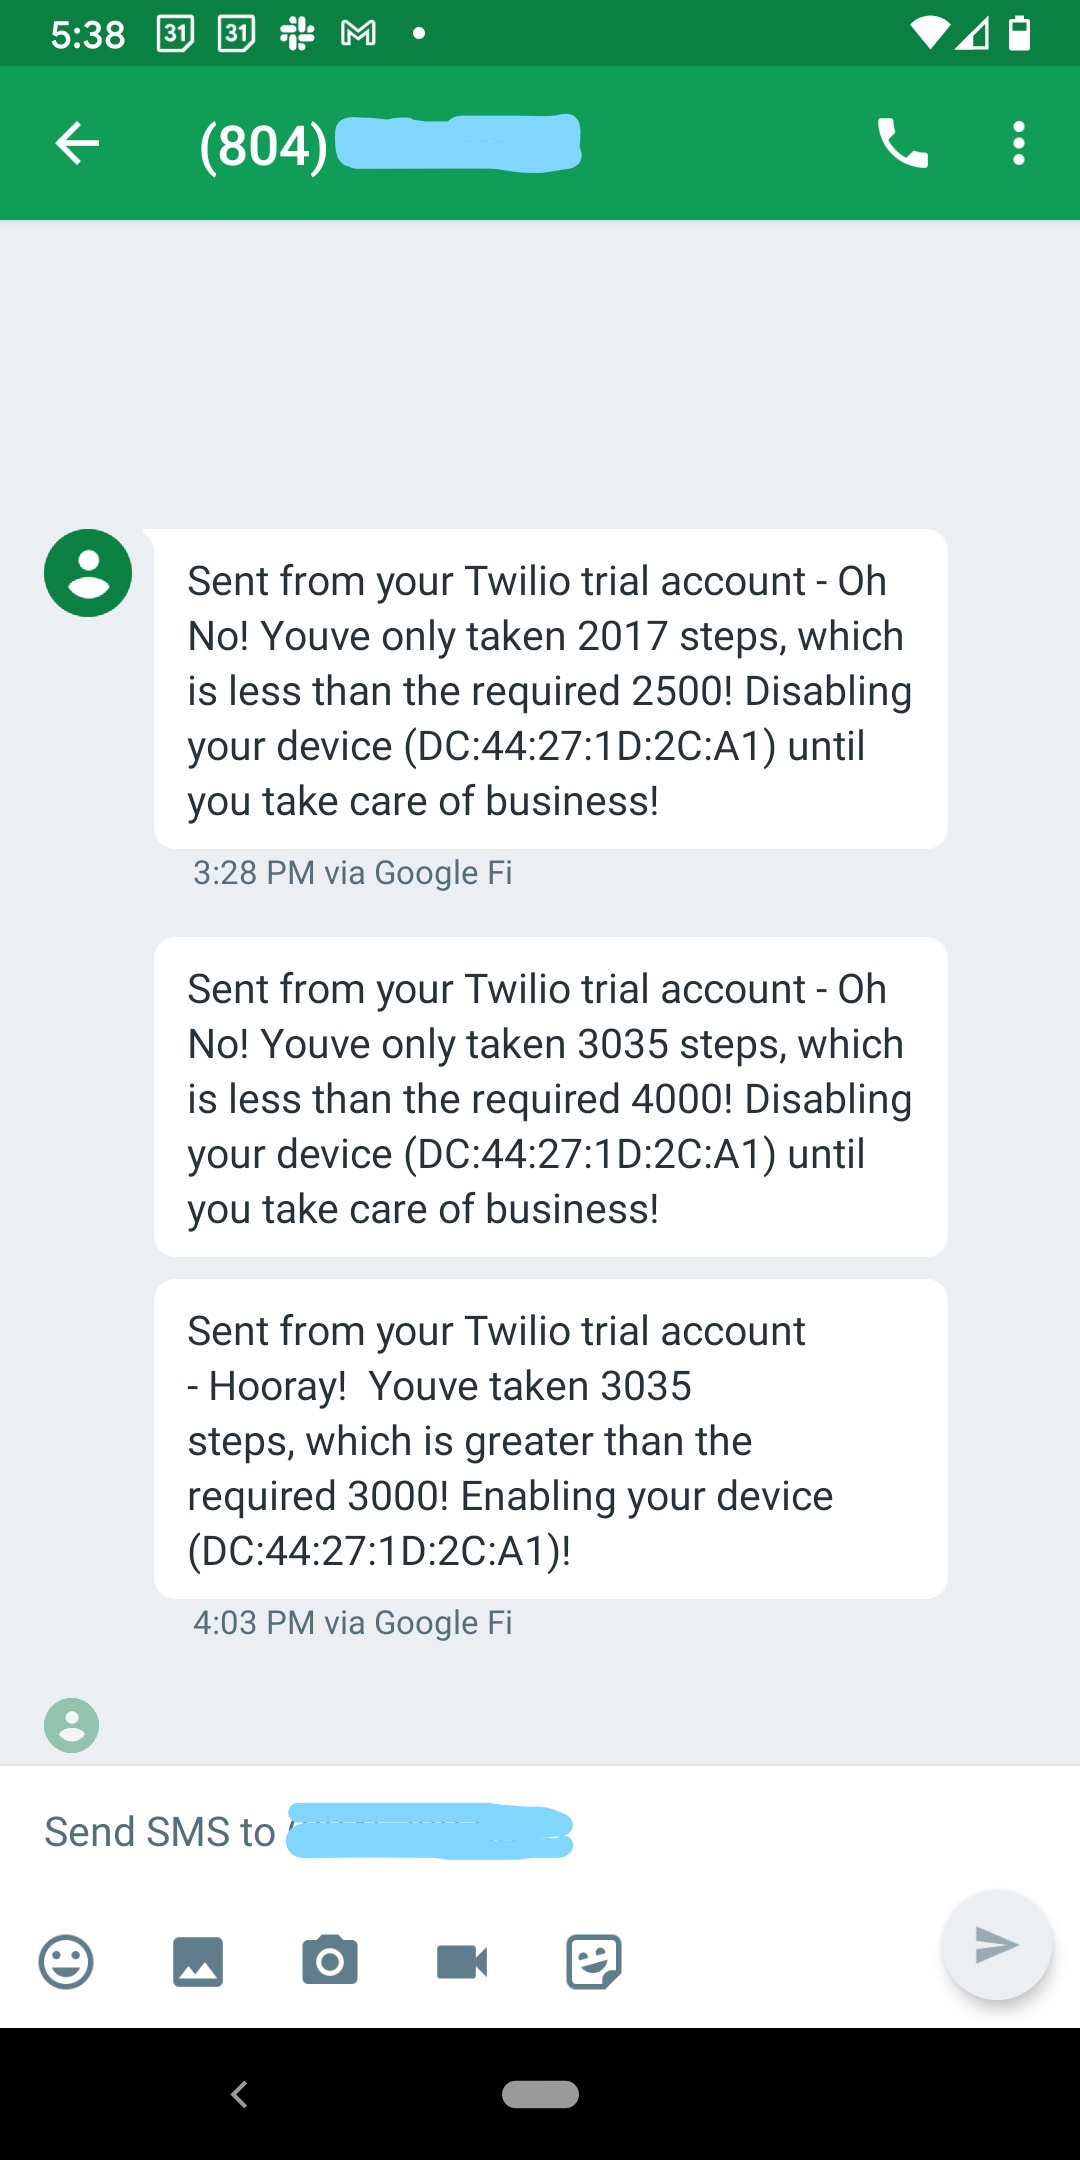 5:38 31 31
(804)
Sent from your Twilio trial account - Oh
No! Youve only taken 2017 steps, which
is less than the required 2500! Disabling
your device (DC:44:27:1D:2C:A1) until
you take care of business!
3:28 PM via Google Fi
Sent from your Twilio trial account - Oh
No! Youve only taken 3035 steps, which
is less than the required 4000! Disabling
your device (DC:44:27:1D:2C:A1) until
you take care of business!
Sent from your Twilio trial account
- Hooray!  Youve taken 3035
steps, which is greater than the
required 3000! Enabling your device
(DC:44:27:1D:2C:A1)!
4:03 PM via Google Fi
Send SMS to